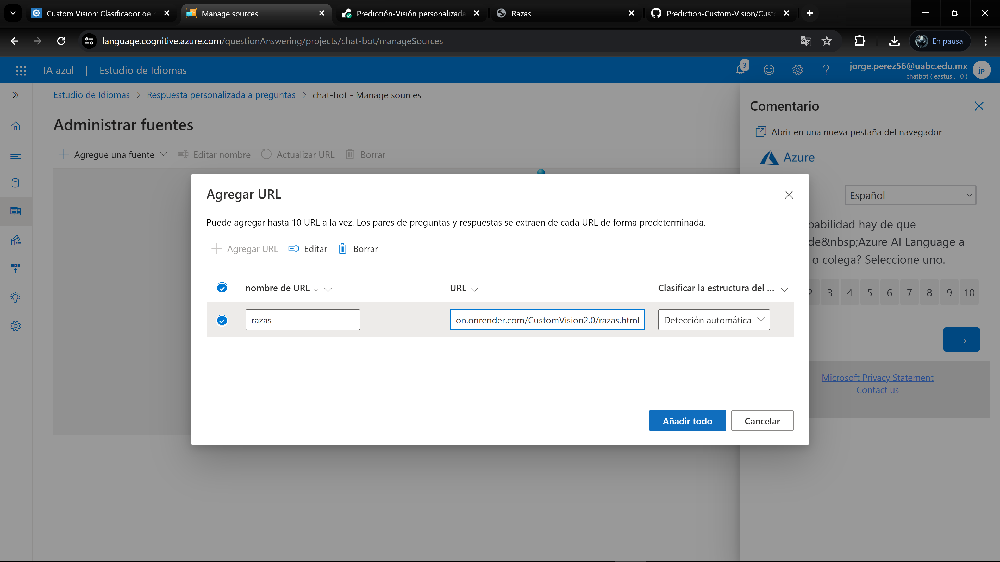 Custom Vision: Clasificador de
Manage sources
Predicción-Visión personalizada
Razas
Prediction-Custom-Vision/Cust
language.cognitive.azure.com/questionAnswering/projects/chat-bot/manageSources
En pausa
IA azul | Estudio de Idiomas
3
jorge.perez56@uabc.edu.mx
chatbot ( eastus , F0 )
jp
Estudio de Idiomas > Respuesta personalizada a preguntas > chat-bot - Manage sources
Administrar fuentes
Agregue una fuente
Editar nombre
Actualizar URL
Borrar
Comentario
Abrir en una nueva pestaña del navegador
Azure
Español
babilidad hay de que
de&nbsp;Azure AI Language a
o colega? Seleccione uno.
2 3 4 5 6 7 8 9 10
→
Microsoft Privacy Statement
Contact us
Agregar URL
Puede agregar hasta 10 URL a la vez. Los pares de preguntas y respuestas se extraen de cada URL de forma predeterminada.
Agregar URL
Editar
Borrar
nombre de URL ↓
URL
Clasificar la estructura del ...
razas
on.onrender.com/CustomVision2.0/razas.html
Detección automática
Añadir todo
Cancelar